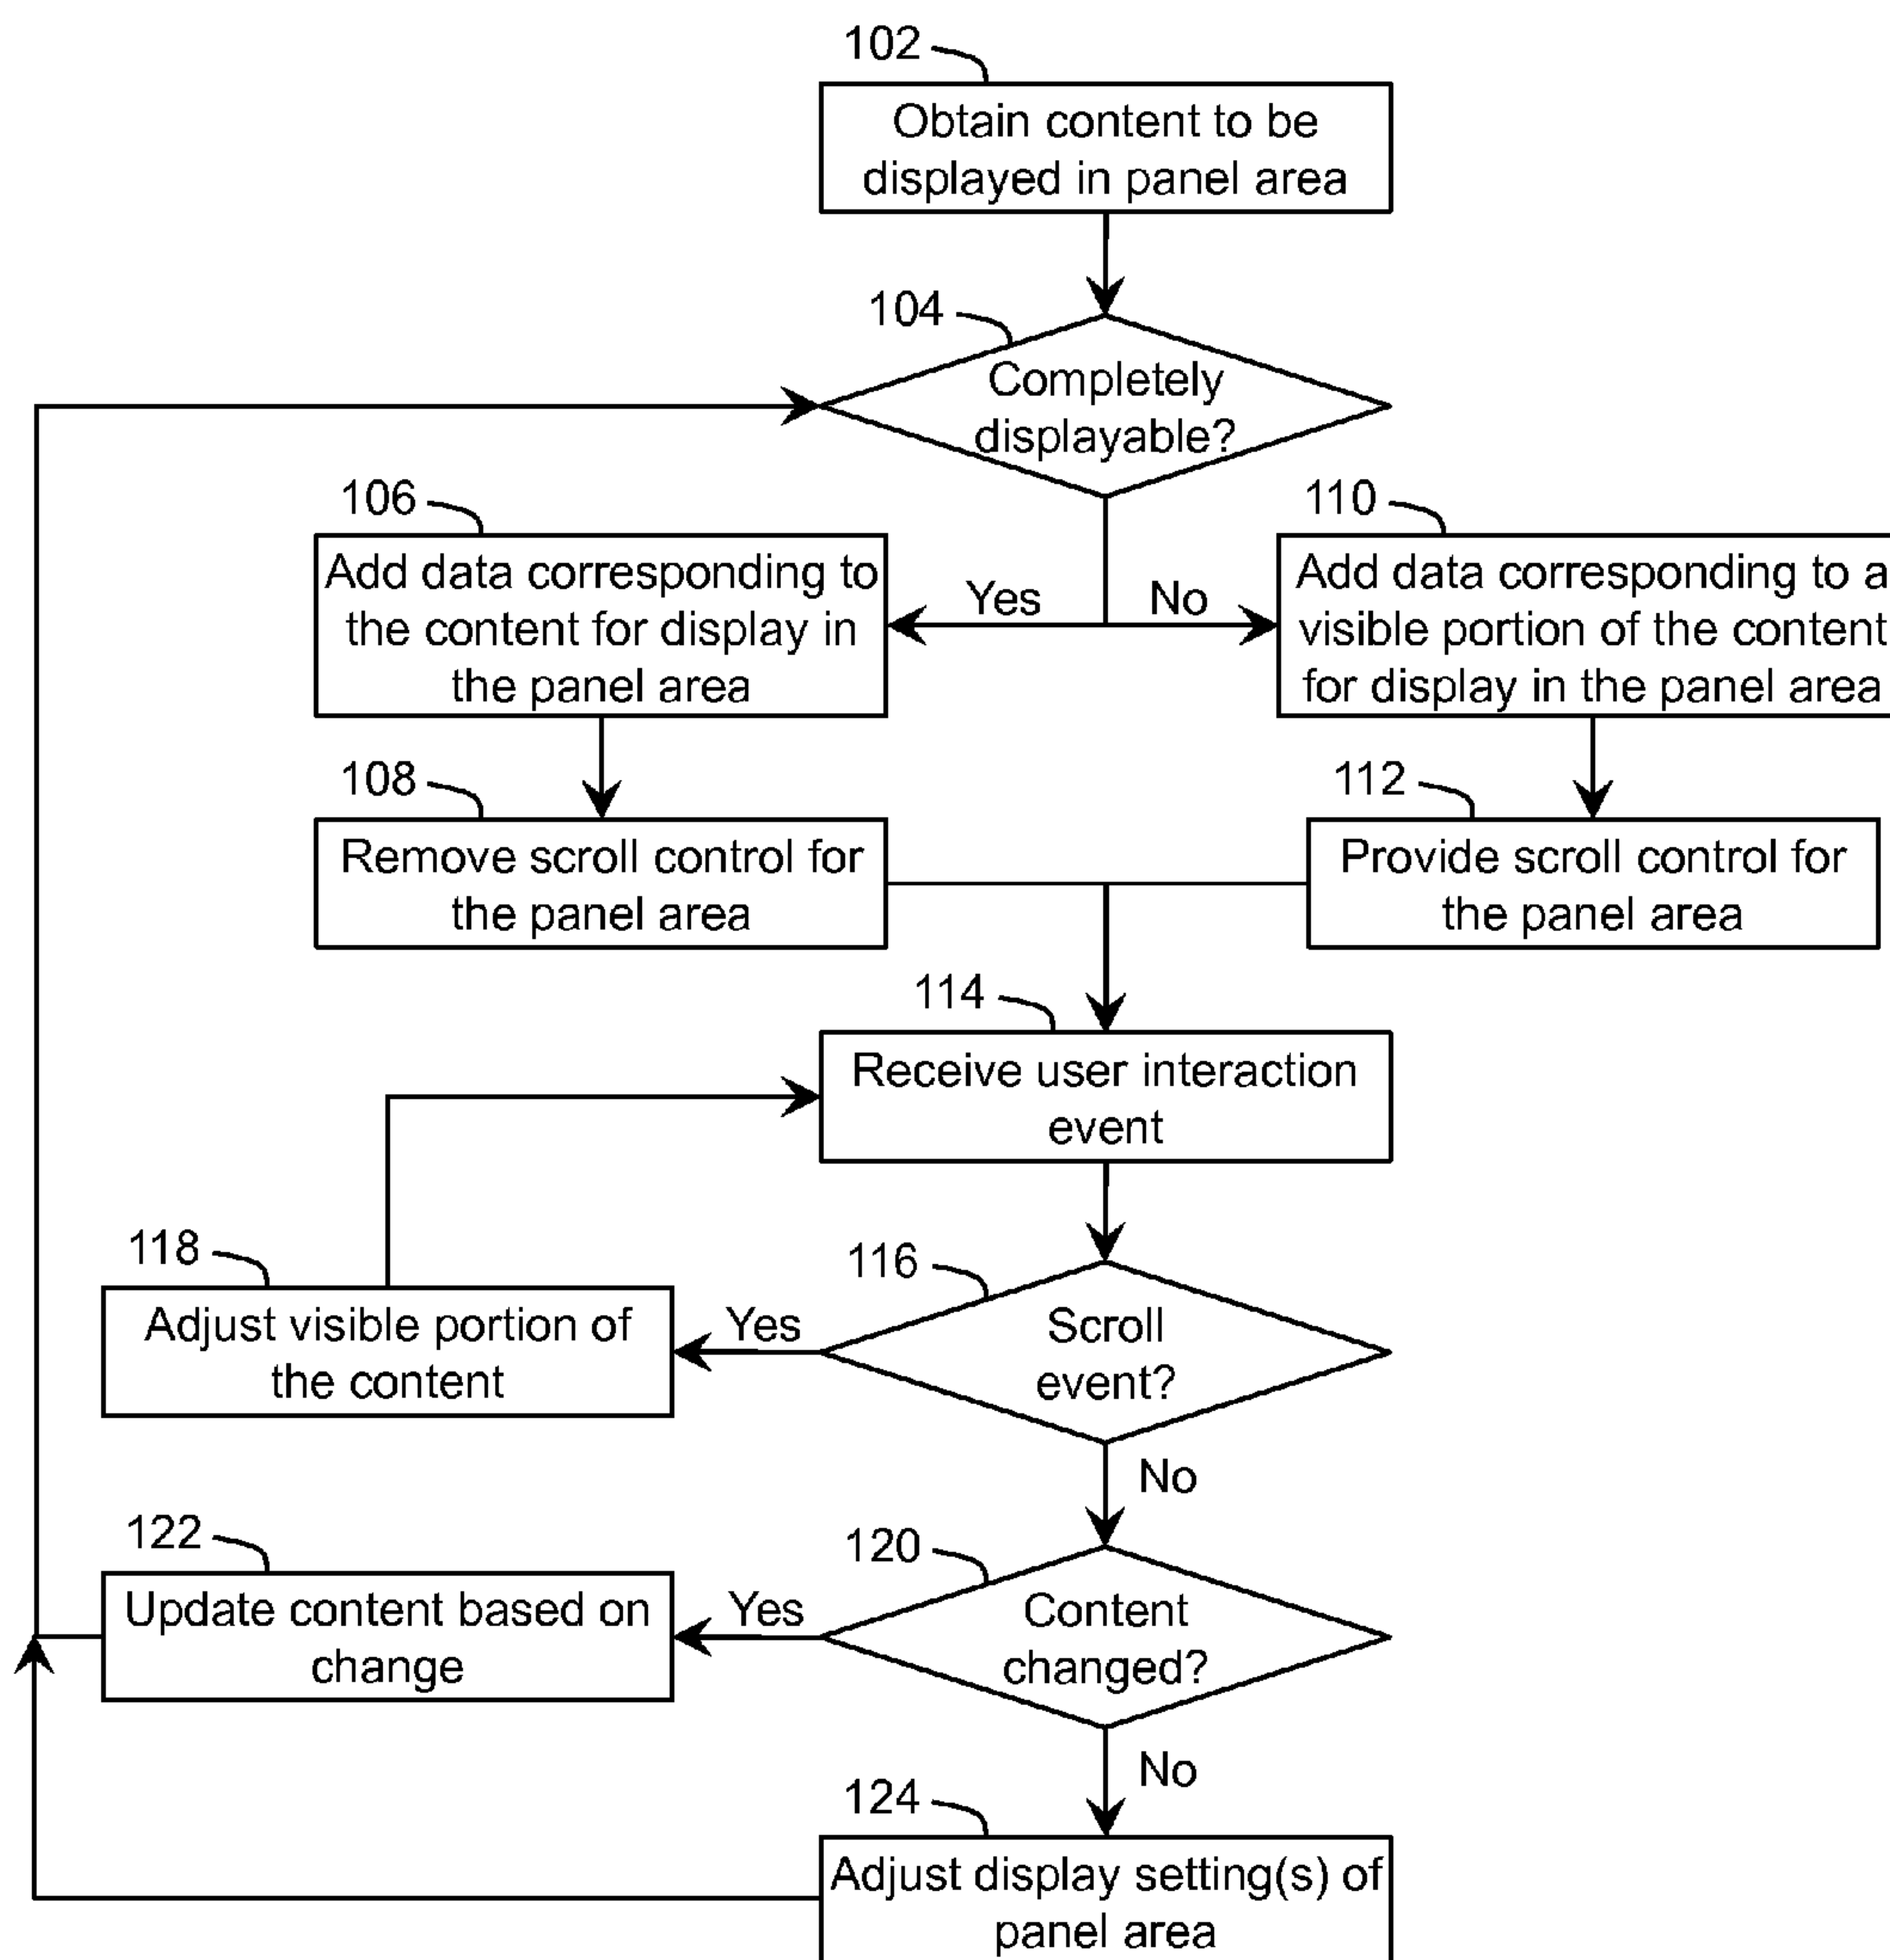 102
Obtain content to be
displayed in panel area
104
Completely
displayable?
106
Add data corresponding to
the content for display in
the panel area
Yes
No
110
Add data corresponding to a
visible portion of the content
for display in the panel area
108
Remove scroll control for
the panel area
112
Provide scroll control for
the panel area
114
Receive user interaction
event
116
Scroll
event?
Yes
118
Adjust visible portion of
the content
No
120
Content
changed?
Yes
122
Update content based on
change
No
124
Adjust display setting(s) of
panel area